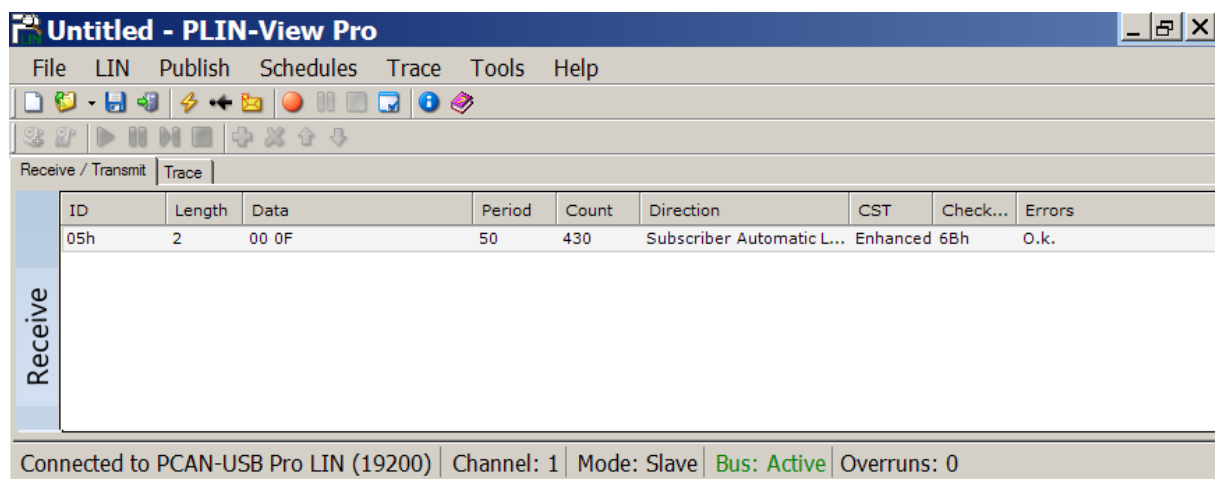 Untitled - PLIN-View Pro
File LIN Publish Schedules Trace Tools Help
Receive / Transmit Trace
ID Length Data Period Count Direction CST Check... Errors
05h 2 00 0F 50 430 Subscriber Automatic L... Enhanced 6Bh O.k.
Receive
Connected to PCAN-USB Pro LIN (19200) Channel: 1 Mode: Slave Bus: Active Overruns: 0